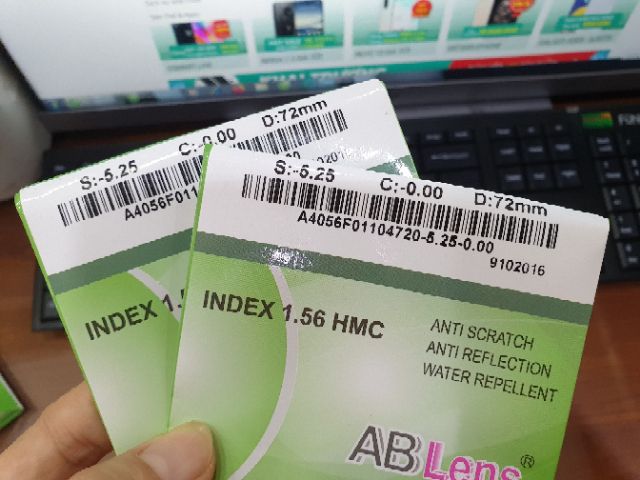 S:-5.25 C:-0.00 D:72mm
A4056F01
INDEX 1.5
S:-5.25 C:-0.00 D:72mm
A4056F01104720-5.25-0.00
9102016
INDEX 1.56 HMC
ANTI SCRATCH
ANTI REFLECTION
WATER REPELLENT
AB Lens®